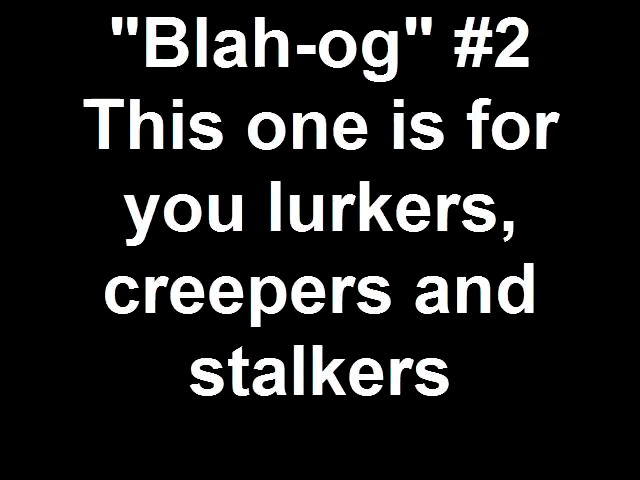 "Blah-og" #2
This one is for
you lurkers,
creepers and
stalkers